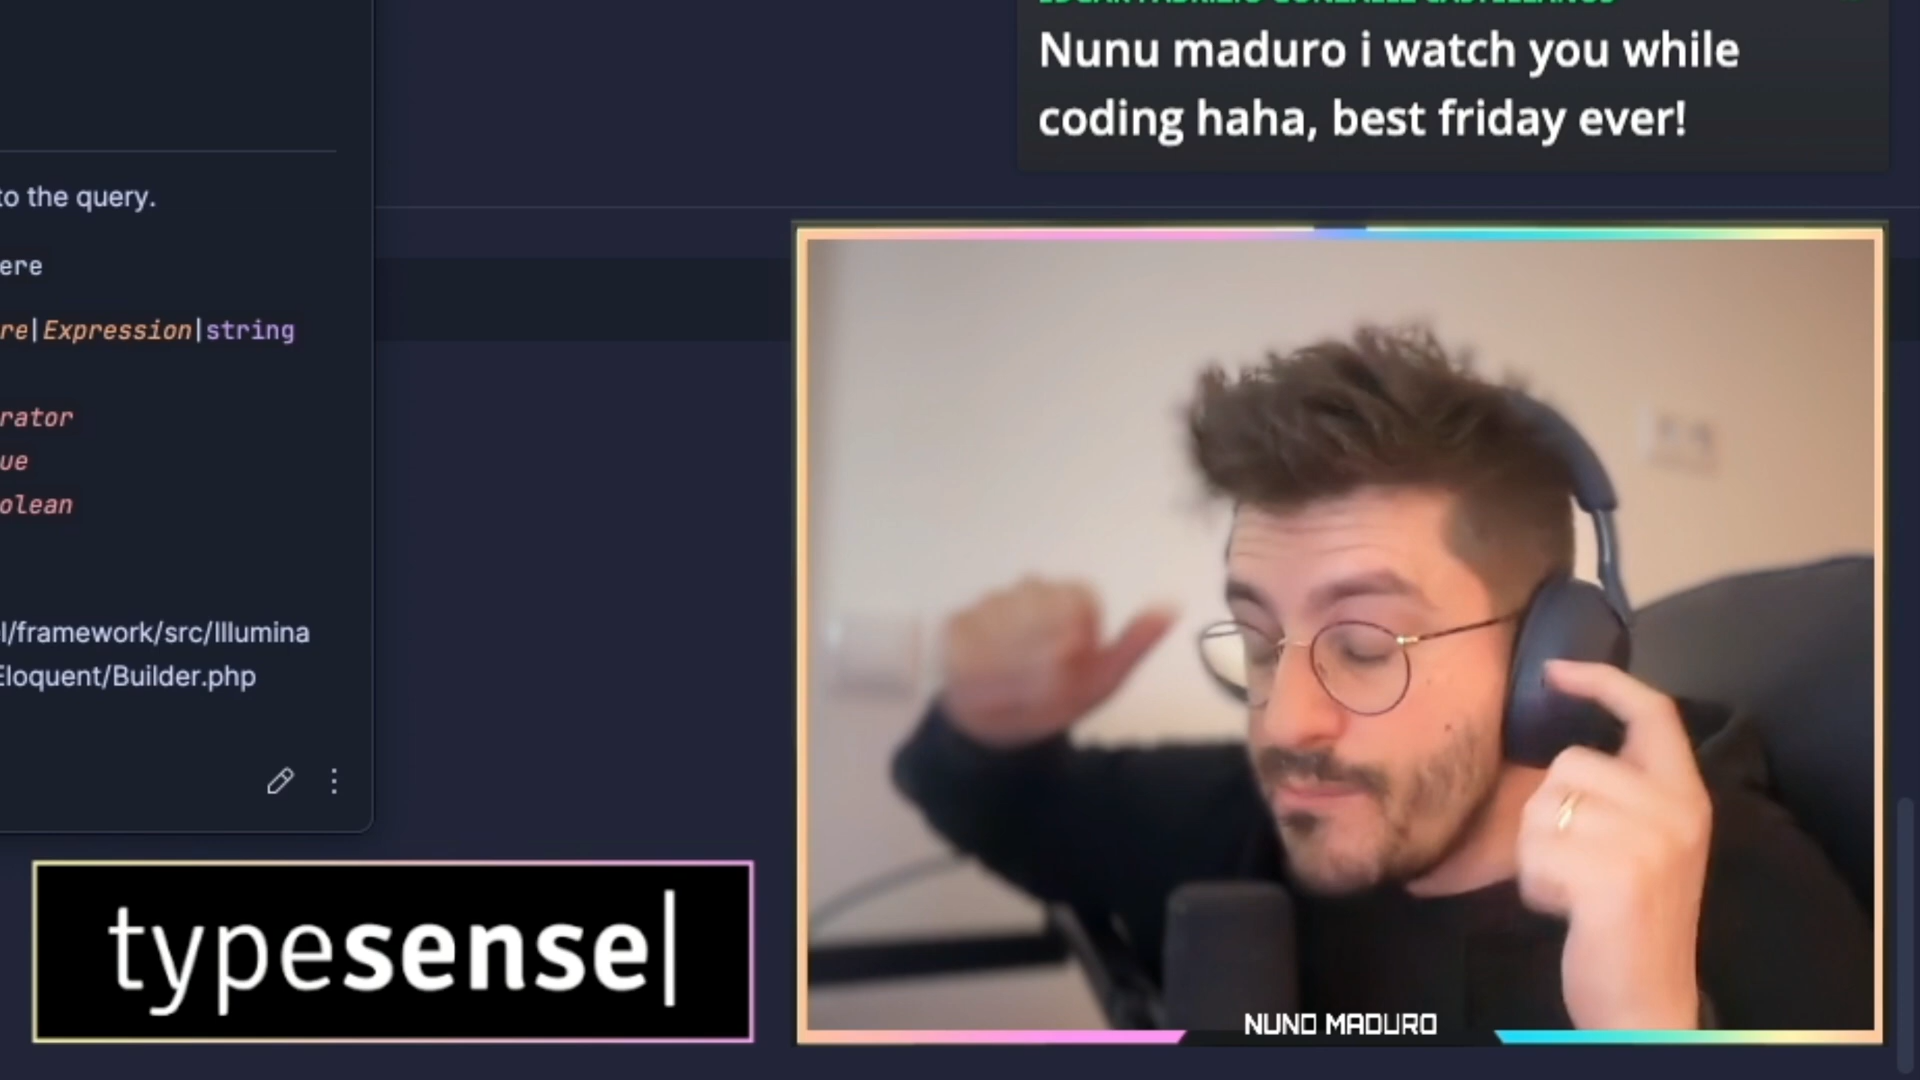 Nunu maduro i watch you while
coding haha, best friday ever!
to the query.
ere
re|Expression|string
rator
ue
olean
l/framework/src/Illumina
Eloquent/Builder.php
typesense|
NUNO MADURO